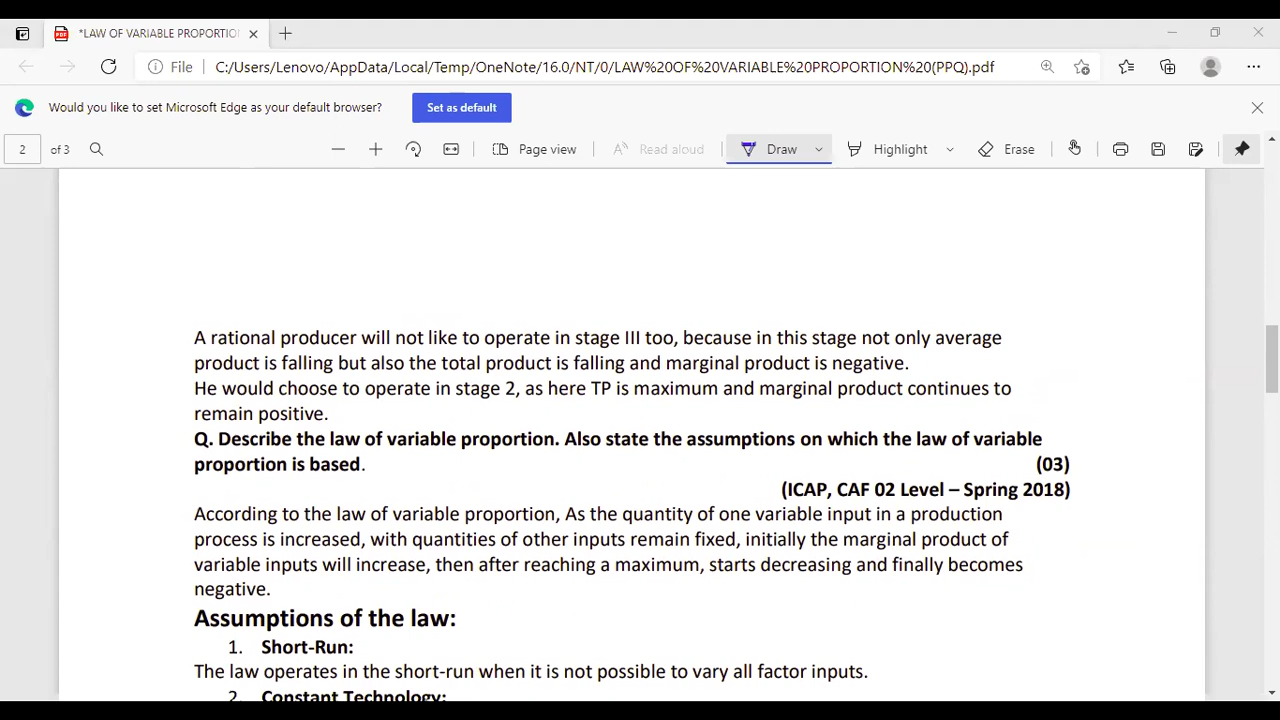 *LAW OF VARIABLE PROPORTIO
File
C:/Users/Lenovo/AppData/Local/Temp/OneNote/16.0/NT/0/LAW%20OF%20VARIABLE%20PROPORTION%20(PPQ).pdf
Would you like to set Microsoft Edge as your default browser? Set as default
2 of 3 Page view Read aloud Draw Highlight Erase
A rational producer will not like to operate in stage III too, because in this stage not only average
product is falling but also the total product is falling and marginal product is negative.
He would choose to operate in stage 2, as here TP is maximum and marginal product continues to
remain positive.
Q. Describe the law of variable proportion. Also state the assumptions on which the law of variable
proportion is based. (03)
(ICAP, CAF 02 Level – Spring 2018)
According to the law of variable proportion, As the quantity of one variable input in a production
process is increased, with quantities of other inputs remain fixed, initially the marginal product of
variable inputs will increase, then after reaching a maximum, starts decreasing and finally becomes
negative.
Assumptions of the law:
1. Short-Run:
The law operates in the short-run when it is not possible to vary all factor inputs.
2. Constant Technology: